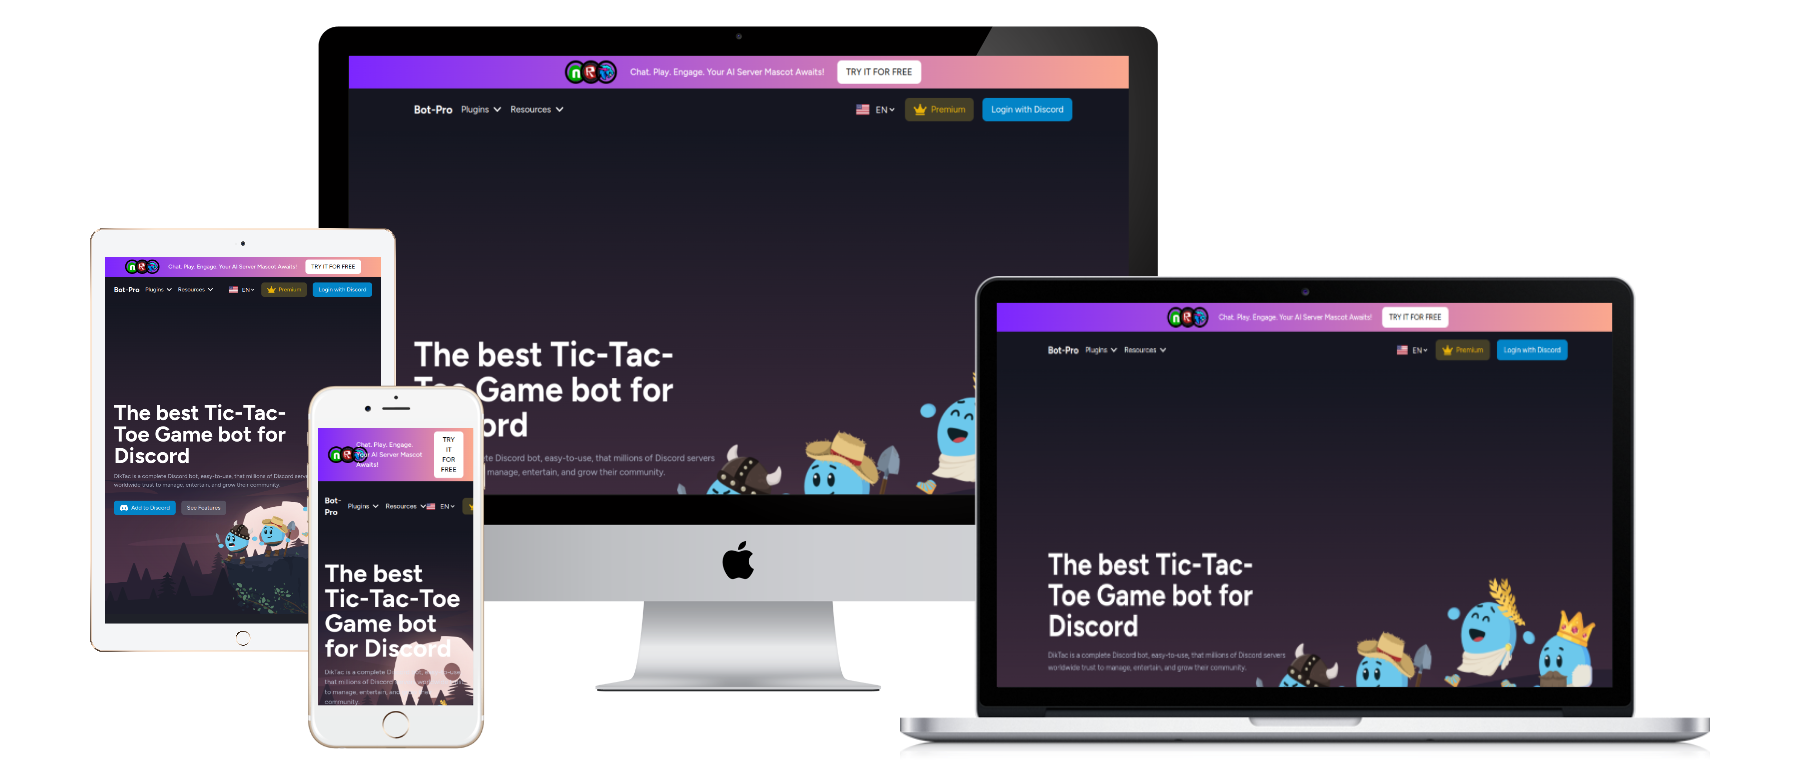 Chat. Play. Engage. Your AI Server Mascot Awaits!
TRY IT FOR FREE
Bot-Pro Plugins Resources
EN Premium Login with Discord
The best Tic-Tac-
Game bot for
ord
e Discord bot, easy-to-use, that millions of Discord servers
manage, entertain, and grow their community.
Chat. Play. Engage. Your AI Server Mascot Awaits!
TRY IT FOR FREE
Bot-Pro Plugins Resources EN Premium Login with Discord
The best Tic-Tac-
Toe Game bot for
Discord
DikTac is a complete Discord bot, easy-to-use, that millions of Discord serve
worldwide trust to manage, entertain, and grow their community.
Add to Discord See Features
Chat. Play. Engage.
Your AI Server Mascot
Awaits!
TRY
IT
FOR
FREE
Bot-
Pro
Plugins Resources EN
The best
Tic-Tac-Toe
Game bot
for Discord
DikTac is a complete Discord bot, easy-to-use,
that millions of Discord
to manage, entertain, and
community.
Chat. Play. Engage. Your AI Server Mascot Awaits!
TRY IT FOR FREE
Bot-Pro Plugins Resources EN Premium Login with Discord
The best Tic-Tac-
Toe Game bot for
Discord
DikTac is a complete Discord bot, easy-to-use, that millions of Discord servers
worldwide trust to manage, entertain, and grow their community.